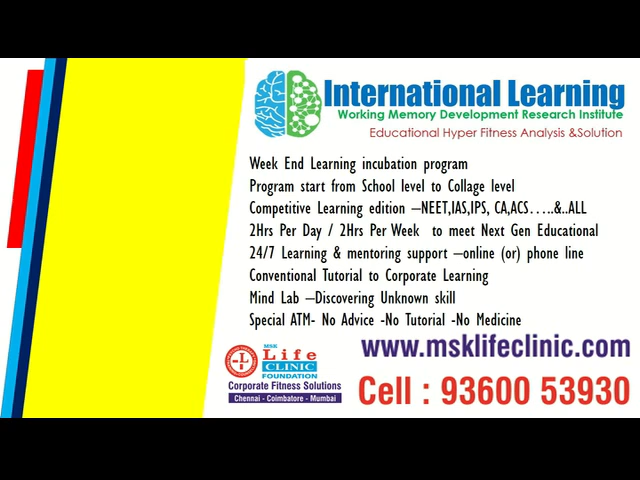 International Learning
Working Memory Development Research Institute
Educational Hyper Fitness Analysis &Solution
Week End Learning incubation program
Program start from School level to Collage level
Competitive Learning edition –NEET,IAS,IPS, CA,ACS.....&..ALL
2Hrs Per Day / 2Hrs Per Week to meet Next Gen Educational
24/7 Learning & mentoring support –online (or) phone line
Conventional Tutorial to Corporate Learning
Mind Lab –Discovering Unknown skill
Special ATM- No Advice -No Tutorial -No Medicine
MSK
Life
CLINIC
FOUNDATION
Corporate Fitness Solutions
Chennai - Coimbatore - Mumbai
www.msklifeclinic.com
Cell : 93600 53930